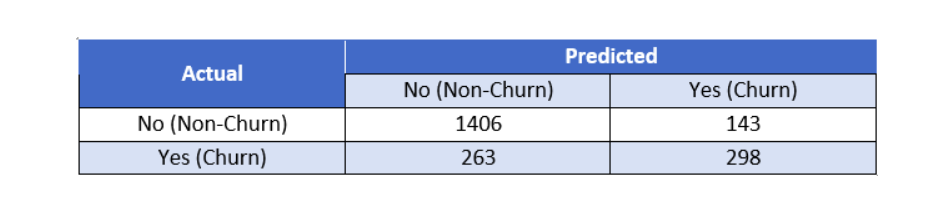 Actual Predicted
No (Non-Churn) Yes (Churn)
No (Non-Churn) 1406 143
Yes (Churn) 263 298